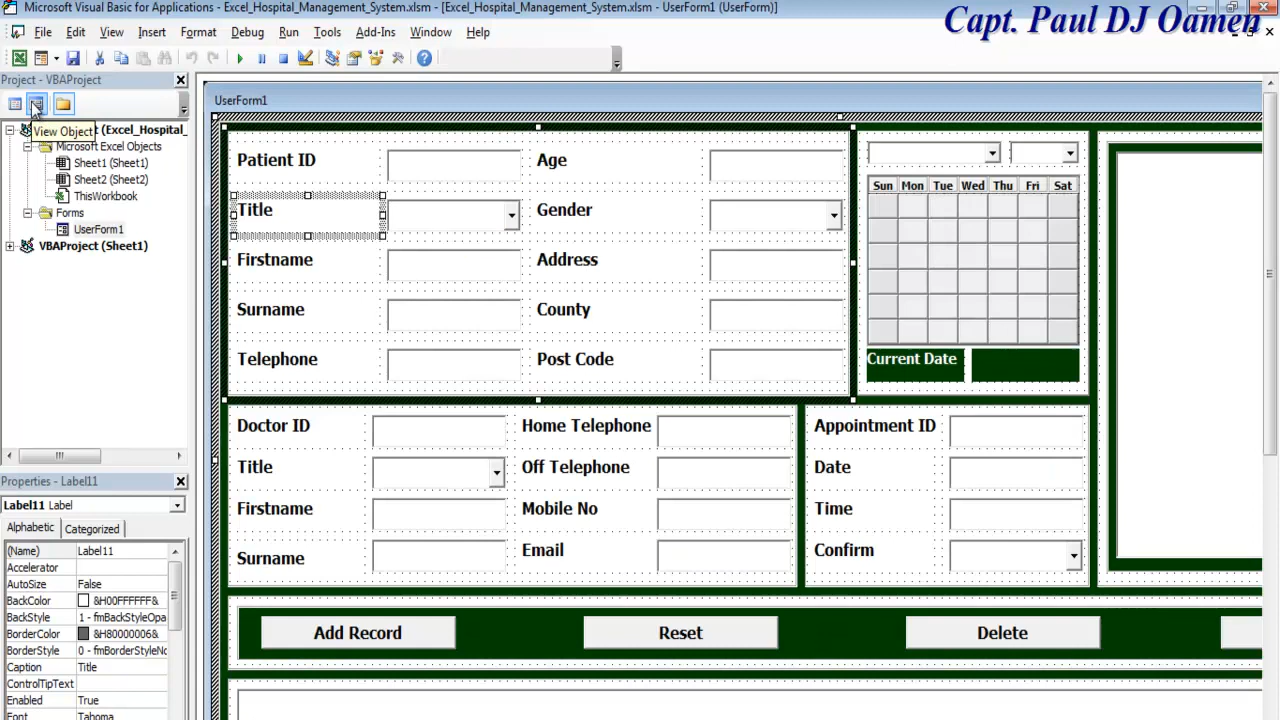 Microsoft Visual Basic for Applications - Excel_Hospital_Management_System.xlsm - [Excel_Hospital_Management_System.xlsm - UserForm1 (UserForm)]
Capt. Paul DJ Oamen
File Edit View Insert Format Debug Run Tools Add-Ins Window Help
Project - VBAProject
View Object
t (Excel_Hospital_
Microsoft Excel Objects
Sheet1 (Sheet1)
Sheet2 (Sheet2)
ThisWorkbook
Forms
UserForm1
VBAProject (Sheet1)
Properties - Label11
Label11 Label
Alphabetic Categorized
(Name) Label11
Accelerator
AutoSize False
BackColor &H00FFFFFF&
BackStyle 1 - fmBackStyleOpa
BorderColor &H80000006&
BorderStyle 0 - fmBorderStyleNo
Caption Title
ControlTipText
Enabled True
Font Tahoma
UserForm1
Patient ID Age
Title Gender
Firstname Address
Surname County
Telephone Post Code
Sun Mon Tue Wed Thu Fri Sat
Current Date
Doctor ID Home Telephone
Title Off Telephone
Firstname Mobile No
Surname Email
Appointment ID
Date
Time
Confirm
Add Record Reset Delete